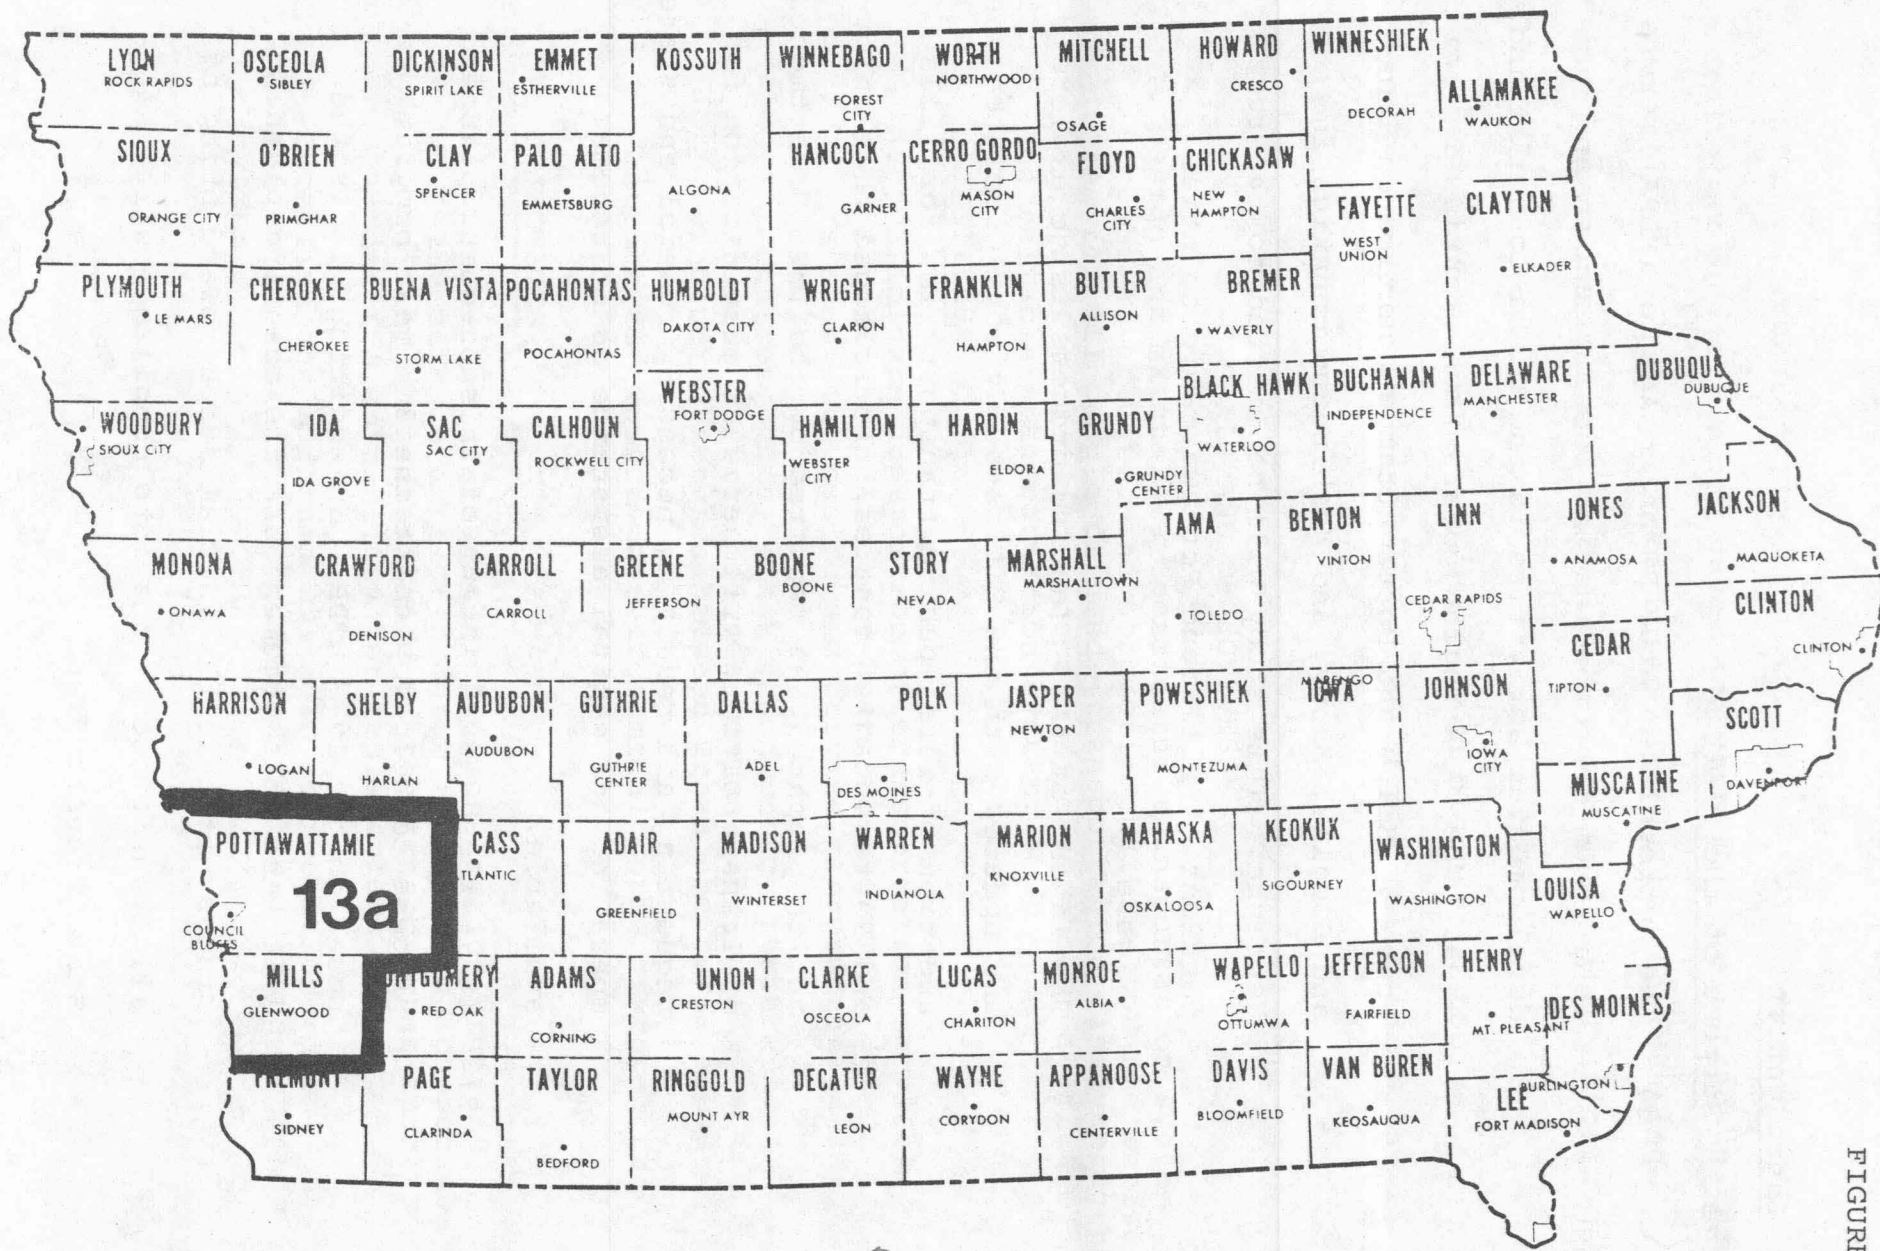 LYON
ROCK RAPIDS
OSCEOLA
SIBLEY
DICKINSON
SPIRIT LAKE
EMMET
ESTHERVILLE
KOSSUTH
ALGONA
WINNEBAGO
FOREST
CITY
WORTH
NORTHWOOD
MITCHELL
OSAGE
HOWARD
CRESCO
WINNESHIEK
DECORAH
ALLAMAKEE
WAUKON
SIOUX
ORANGE CITY
O'BRIEN
PRIMGHAR
CLAY
SPENCER
PALO ALTO
EMMETSBURG
HANCOCK
GARNER
CERRO GORDO
MASON
CITY
FLOYD
CHARLES
CITY
CHICKASAW
NEW
HAMPTON
FAYETTE
WEST
UNION
CLAYTON
ELKADER
PLYMOUTH
LE MARS
CHEROKEE
CHEROKEE
BUENA VISTA
STORM LAKE
POCAHONTAS
POCAHONTAS
HUMBOLDT
DAKOTA CITY
WRIGHT
CLARION
FRANKLIN
HAMPTON
BUTLER
ALLISON
BREMER
WAVERLY
WOODBURY
SIOUX CITY
IDA
IDA GROVE
SAC
SAC CITY
CALHOUN
ROCKWELL CITY
WEBSTER
FORT DODGE
HAMILTON
WEBSTER
CITY
HARDIN
ELDORA
GRUNDY
GRUNDY
CENTER
BLACK HAWK
WATERLOO
BUCHANAN
INDEPENDENCE
DELAWARE
MANCHESTER
DUBUQUE
DUBUQUE
MONONA
ONAWA
CRAWFORD
DENISON
CARROLL
CARROLL
GREENE
JEFFERSON
BOONE
BOONE
STORY
NEVADA
MARSHALL
MARSHALLTOWN
TAMA
TOLEDO
BENTON
VINTON
LINN
CEDAR RAPIDS
JONES
ANAMOSA
JACKSON
MAQUOKETA
CLINTON
CLINTON
CEDAR
TIPTON
HARRISON
LOGAN
SHELBY
HARLAN
AUDUBON
AUDUBON
GUTHRIE
GUTHRIE
CENTER
DALLAS
ADEL
POLK
DES MOINES
JASPER
NEWTON
POWESHIEK
MONTEZUMA
MARENGO
IOWA
JOHNSON
IOWA
CITY
SCOTT
DAVENPORT
MUSCATINE
MUSCATINE
POTTAWATTAMIE
13a
COUNCIL
BLUFFS
CASS
TLANTIC
ADAIR
GREENFIELD
MADISON
WINTERSET
WARREN
INDIANOLA
MARION
KNOXVILLE
MAHASKA
OSKALOOSA
KEOKUK
SIGOURNEY
WASHINGTON
WASHINGTON
LOUISA
WAPELLO
MILLS
GLENWOOD
ONTGOMERY
RED OAK
ADAMS
CORNING
UNION
CRESTON
CLARKE
OSCEOLA
LUCAS
CHARITON
MONROE
ALBIA
WAPELLO
OTTUMWA
JEFFERSON
FAIRFIELD
HENRY
MT. PLEASANT
DES MOINES
BURLINGTON
FREMONT
SIDNEY
PAGE
CLARINDA
TAYLOR
BEDFORD
RINGGOLD
MOUNT AYR
DECATUR
LEON
WAYNE
CORYDON
APPANOOSE
CENTERVILLE
DAVIS
BLOOMFIELD
VAN BUREN
KEOSAUQUA
LEE
FORT MADISON
FIGURE